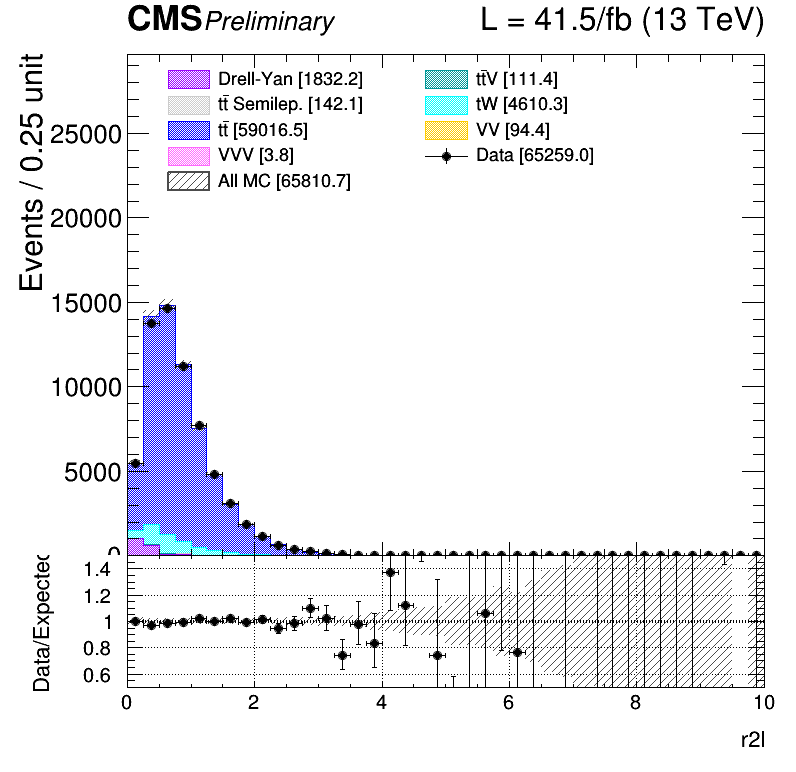 CMS Preliminary L = 41.5/fb (13 TeV)
Events / 0.25 unit
Drell-Yan [1832.2]
tt̄ Semilep. [142.1]
tt̄ [59016.5]
VVV [3.8]
All MC [65810.7]
tt̄V [111.4]
tW [4610.3]
VV [94.4]
Data [65259.0]
25000
20000
15000
10000
5000
0
Data/Expected
1.4
1.2
1
0.8
0.6
0 2 4 6 8 10
r2l